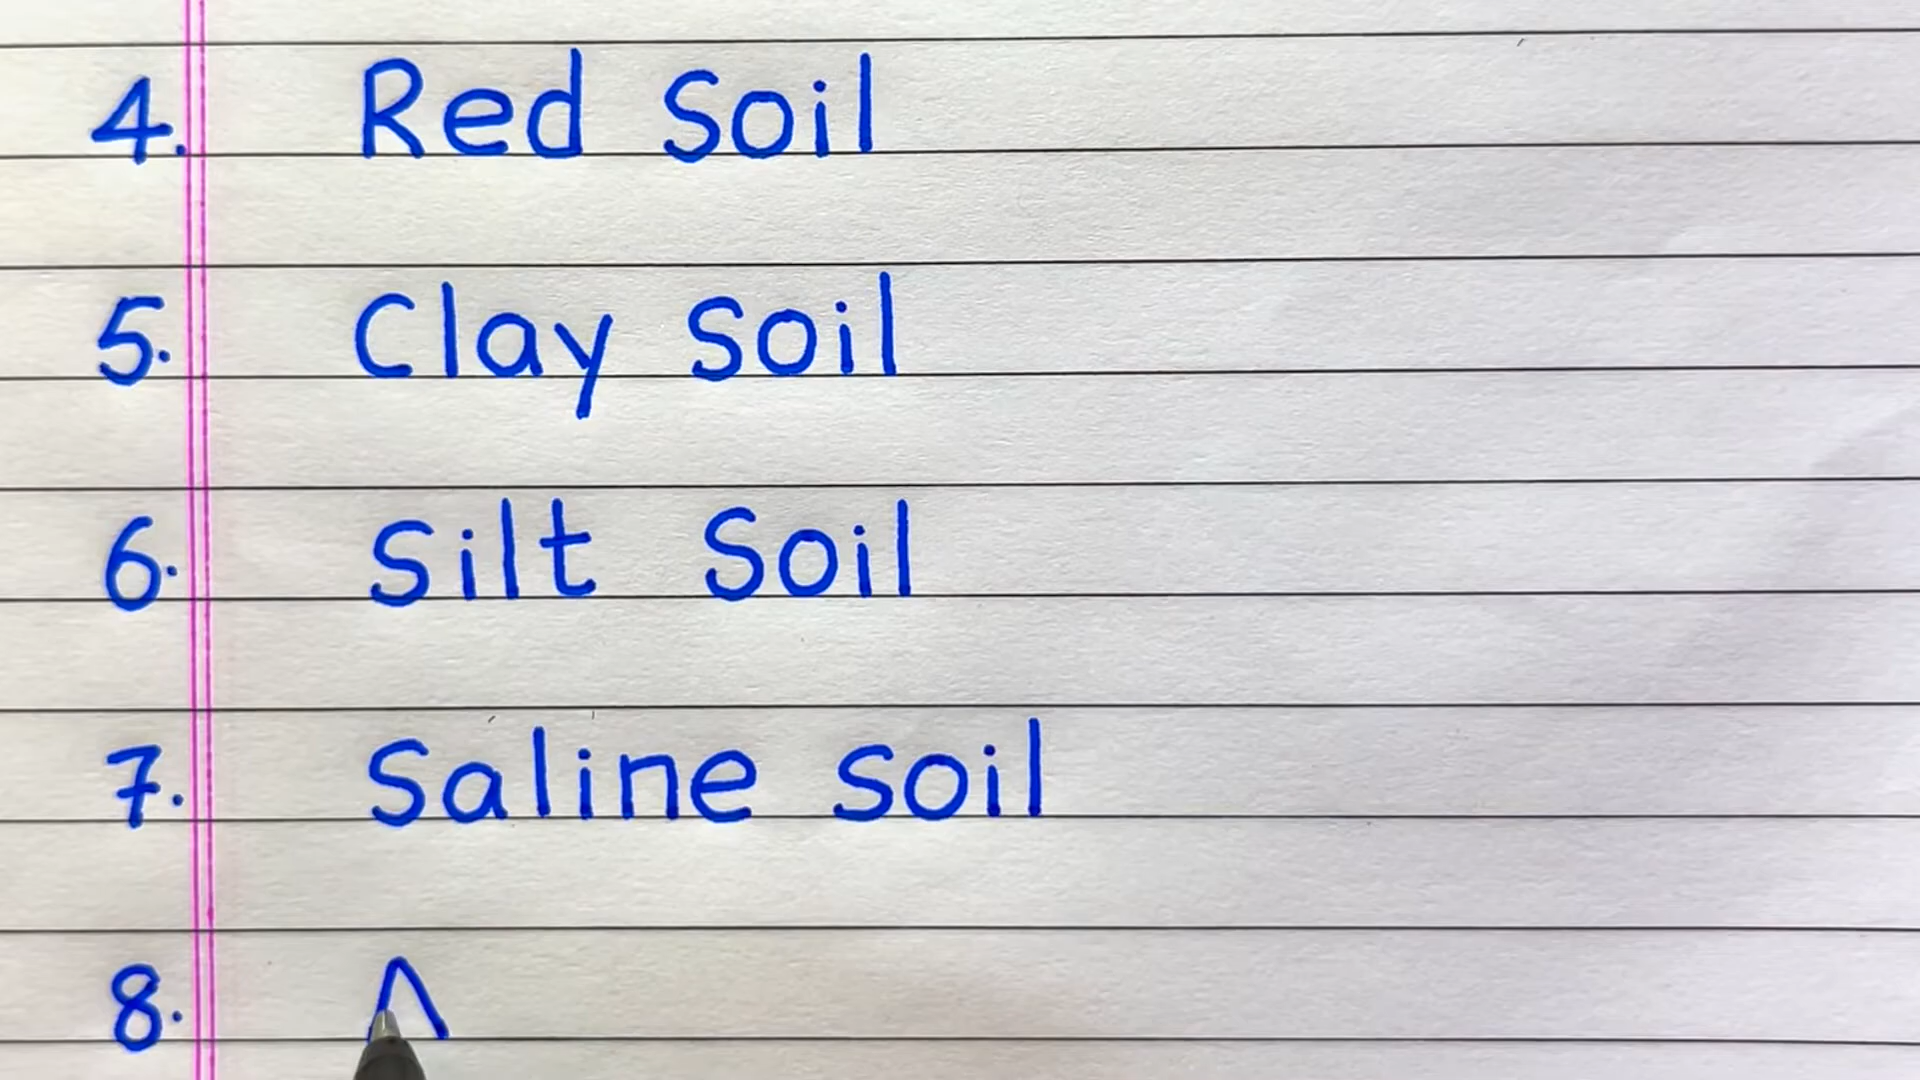 4. Red Soil
5. Clay Soil
6. Silt Soil
7. Saline Soil
8.